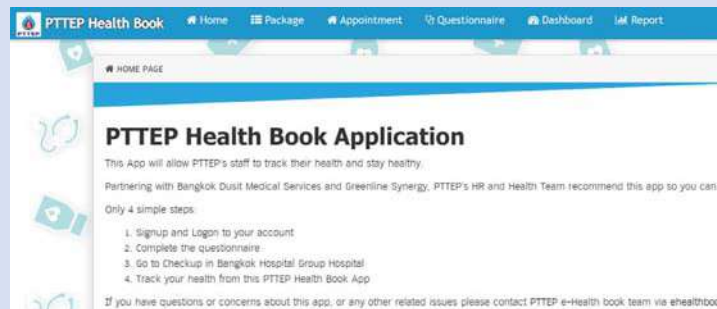 PTTEP
PTTEP Health Book Home Package Appointment Questionnaire Dashboard Report
HOME PAGE
PTTEP Health Book Application
This App will allow PTTEP's staff to track their health and stay healthy.
Partnering with Bangkok Dusit Medical Services and Greenline Synergy, PTTEP's HR and Health Team recommend this app so you can
Only 4 simple steps:
1. Signup and Logon to your account
2. Complete the questionnaire
3. Go to Checkup in Bangkok Hospital Group Hospital
4. Track your health from this PTTEP Health Book App
If you have questions or concerns about this app, or any other related issues please contact PTTEP e-Health book team via ehealthboo